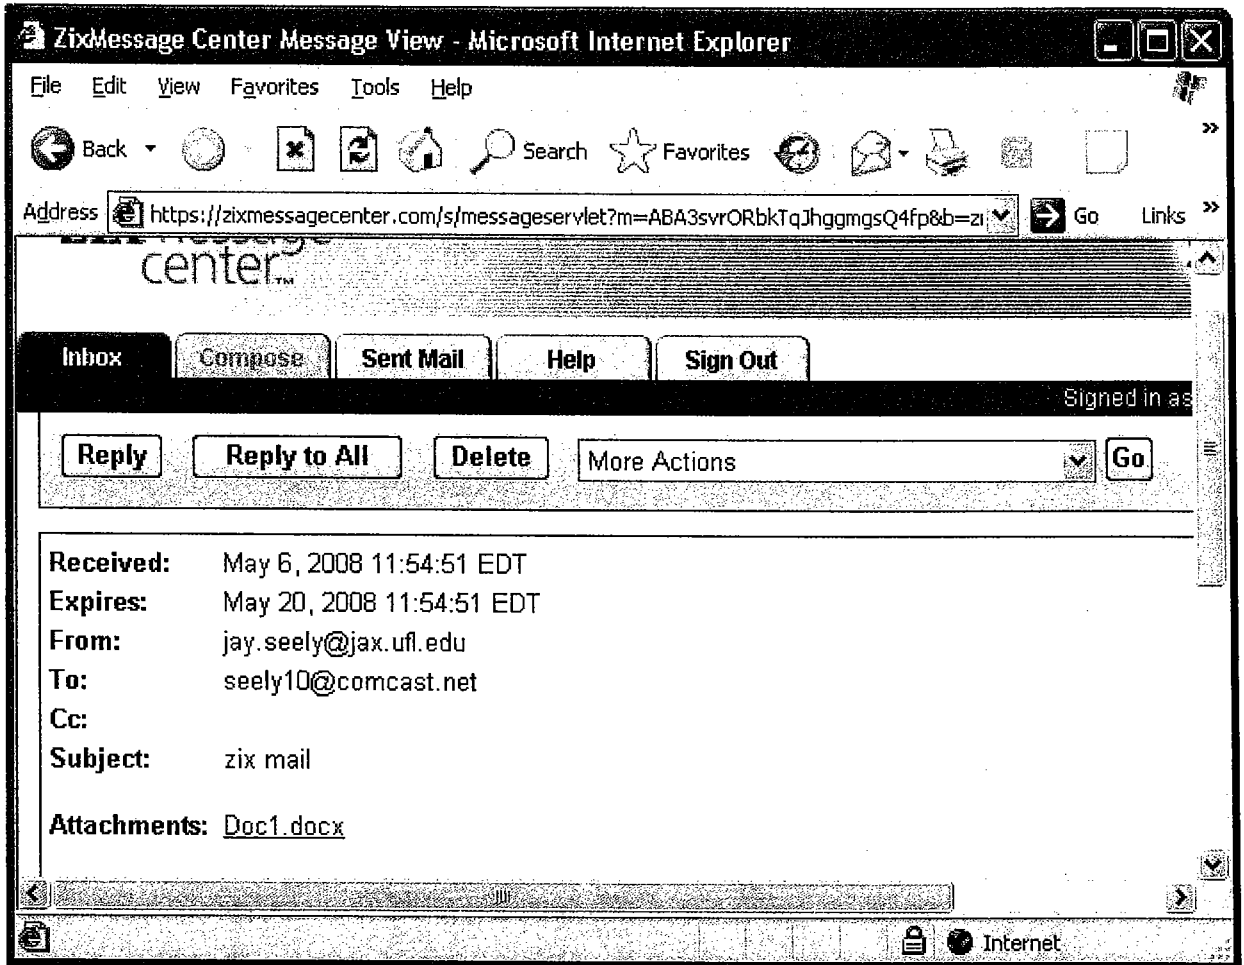 ZixMessage Center Message View - Microsoft Internet Explorer
File Edit View Favorites Tools Help
Back Search Favorites »
Address https://zixmessagecenter.com/s/messageservlet?m=ABA3svrORbkTqJhggmgsQ4fp&b=zi Go Links »
center™
Inbox Compose Sent Mail Help Sign Out
Signed in as
Reply Reply to All Delete More Actions Go
Received: May 6, 2008 11:54:51 EDT
Expires: May 20, 2008 11:54:51 EDT
From: jay.seely@jax.ufl.edu
To: seely10@comcast.net
Cc:
Subject: zix mail
Attachments: Doc1.docx
Internet